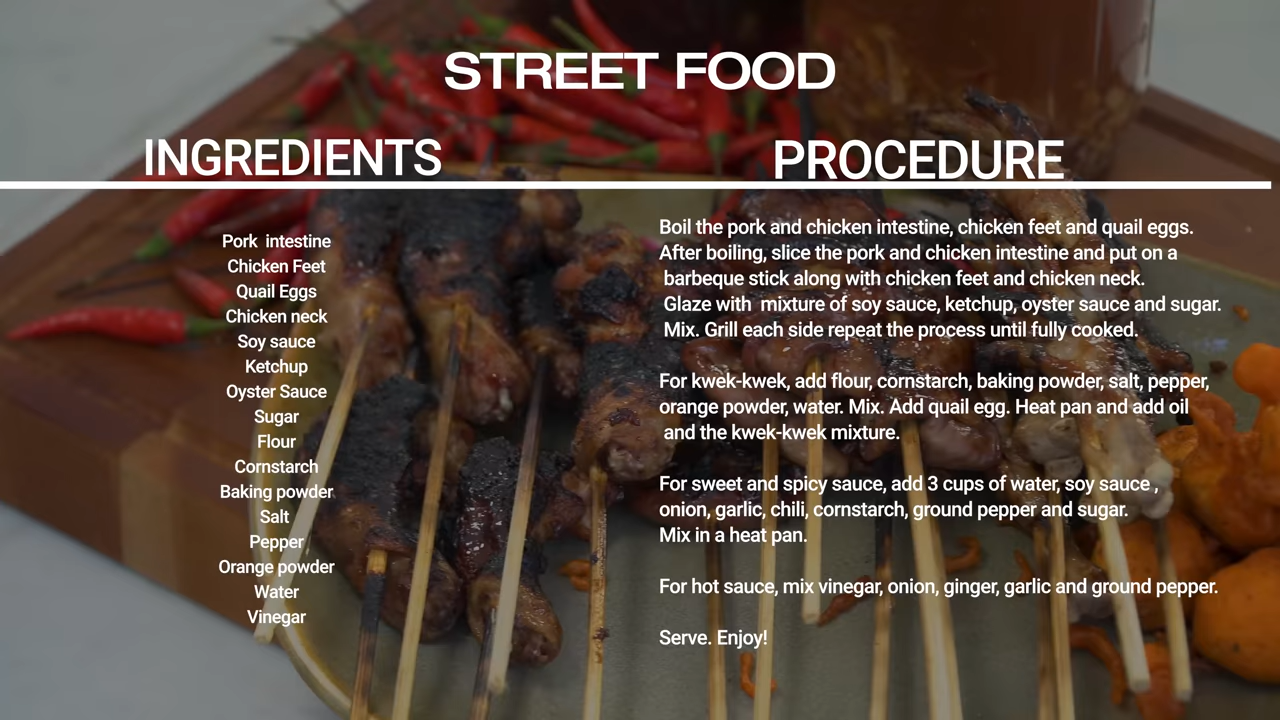 STREET FOOD
INGREDIENTS
Pork intestine
Chicken Feet
Quail Eggs
Chicken neck
Soy sauce
Ketchup
Oyster Sauce
Sugar
Flour
Cornstarch
Baking powder
Salt
Pepper
Orange powder
Water
Vinegar
PROCEDURE
Boil the pork and chicken intestine, chicken feet and quail eggs.
After boiling, slice the pork and chicken intestine and put on a
barbeque stick along with chicken feet and chicken neck.
Glaze with mixture of soy sauce, ketchup, oyster sauce and sugar.
Mix. Grill each side repeat the process until fully cooked.
For kwek-kwek, add flour, cornstarch, baking powder, salt, pepper,
orange powder, water. Mix. Add quail egg. Heat pan and add oil
and the kwek-kwek mixture.
For sweet and spicy sauce, add 3 cups of water, soy sauce ,
onion, garlic, chili, cornstarch, ground pepper and sugar.
Mix in a heat pan.
For hot sauce, mix vinegar, onion, ginger, garlic and ground pepper.
Serve. Enjoy!